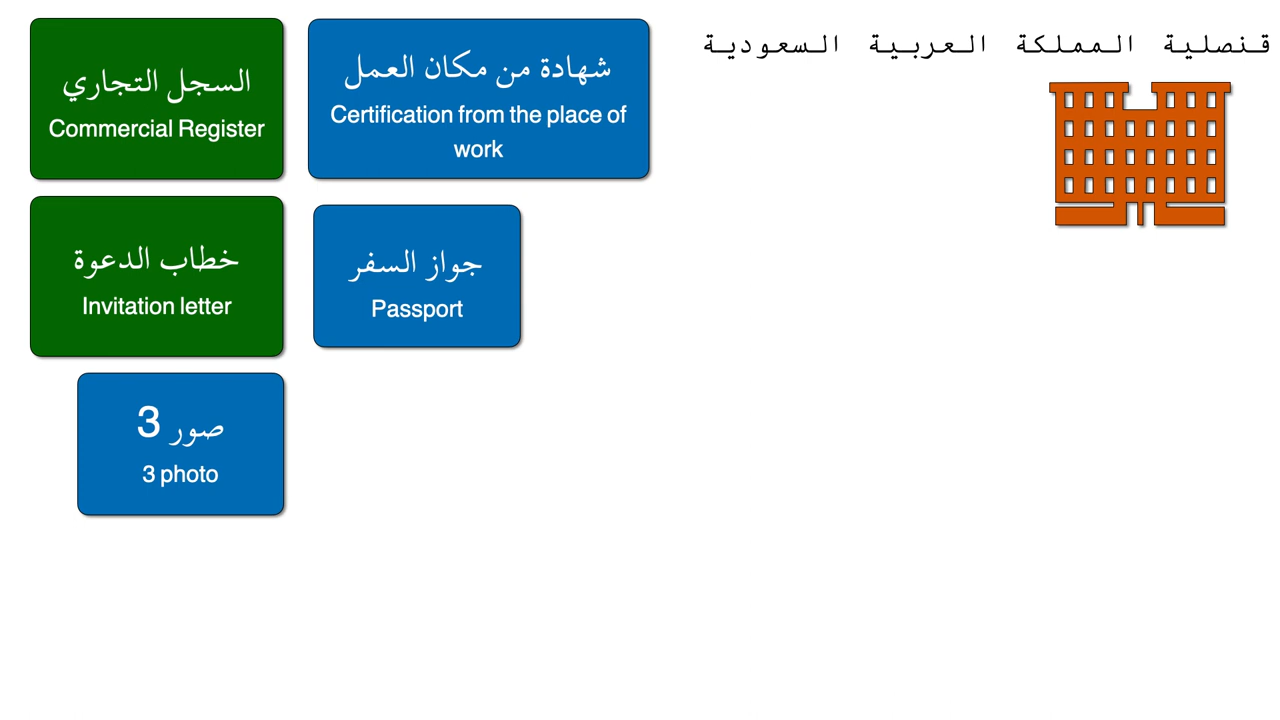 قنصلية المملكة العربية السعودية
السجل التجاري
Commercial Register
شهادة من مكان العمل
Certification from the place of
work
خطاب الدعوة
Invitation letter
جواز السفر
Passport
3 صور
3 photo